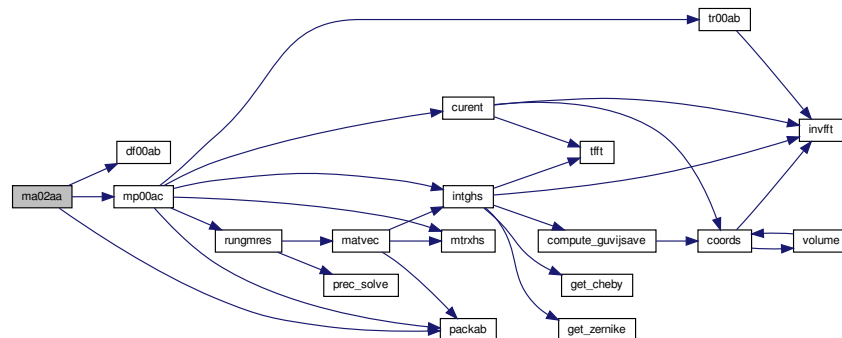 tr00ab
curent
invfft
df00ab
tfft
ma02aa
mp00ac
intghs
rungmres
matvec
mtrxhs
compute_guvijsave
coords
volume
prec_solve
get_cheby
packab
get_zernike